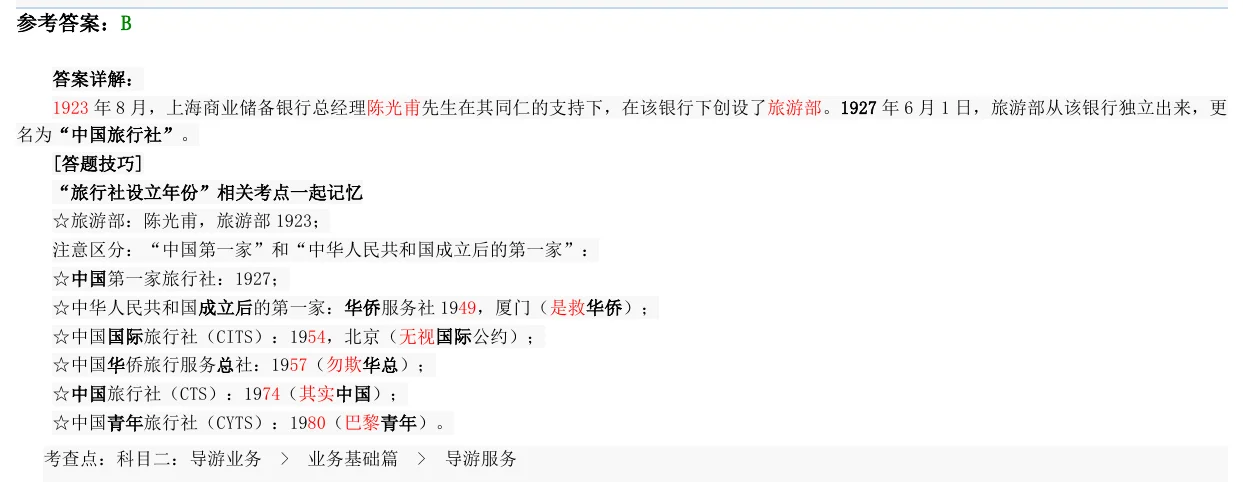 参考答案：B
答案详解：
1923 年 8 月，上海商业储备银行总经理陈光甫先生在其同仁的支持下，在该银行下创设了旅游部。1927 年 6 月 1 日，旅游部从该银行独立出来，更
名为“中国旅行社”。
[答题技巧]
“旅行社设立年份”相关考点一起记忆
☆旅游部：陈光甫，旅游部 1923；
注意区分：“中国第一家”和“中华人民共和国成立后的第一家”：
☆中国第一家旅行社：1927；
☆中华人民共和国成立后的第一家：华侨服务社 1949，厦门（是救华侨）；
☆中国国际旅行社（CITS）：1954，北京（无视国际公约）；
☆中国华侨旅行服务总社：1957（勿欺华总）；
☆中国旅行社（CTS）：1974（其实中国）；
☆中国青年旅行社（CYTS）：1980（巴黎青年）。
考查点：科目二：导游业务 > 业务基础篇 > 导游服务